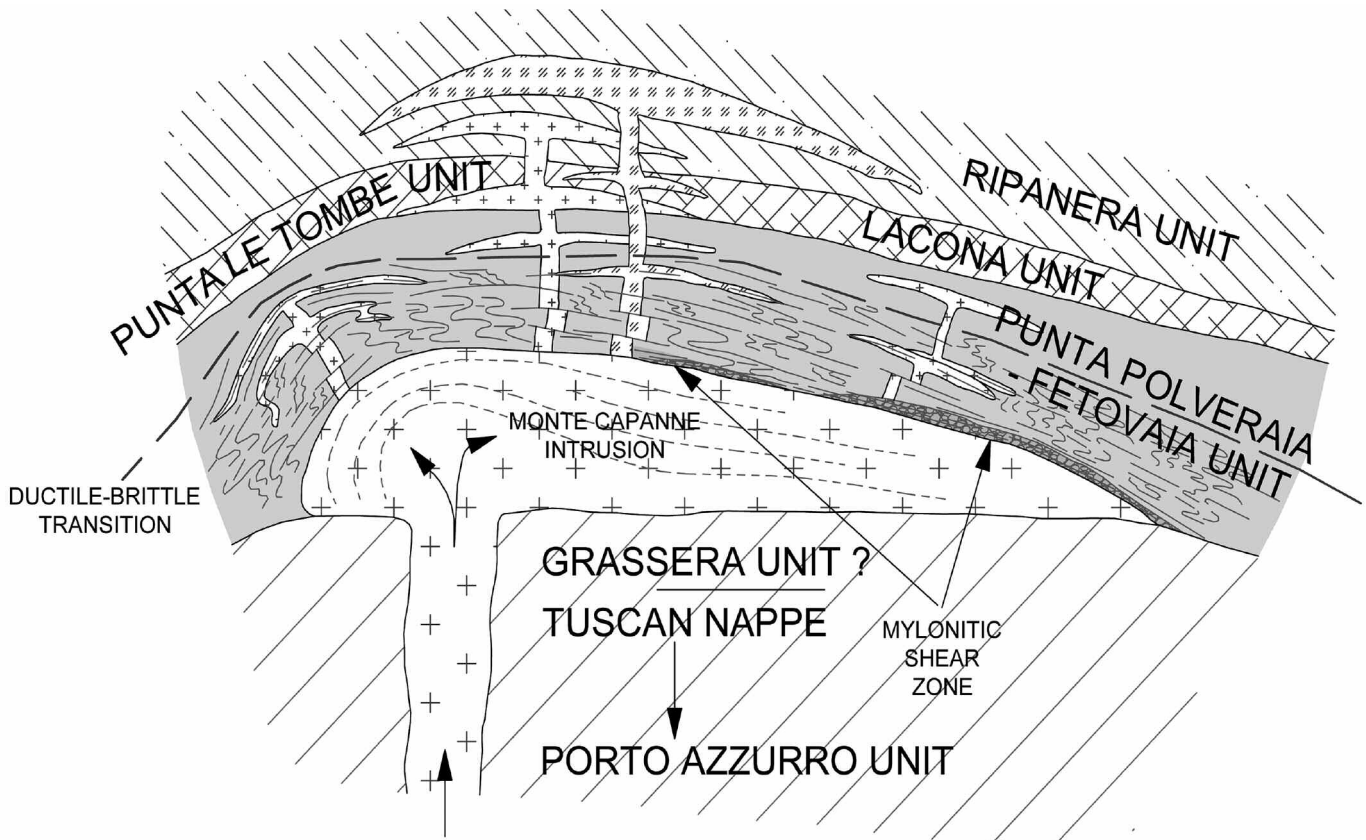 RIPANERA UNIT
PUNTA LE TOMBE UNIT
LACONA UNIT
PUNTA POLVERAIA
- FETOVAIA UNIT
MONTE CAPANNE
INTRUSION
DUCTILE-BRITTLE
TRANSITION
GRASSERA UNIT ?
TUSCAN NAPPE
MYLONITIC
SHEAR
ZONE
PORTO AZZURRO UNIT